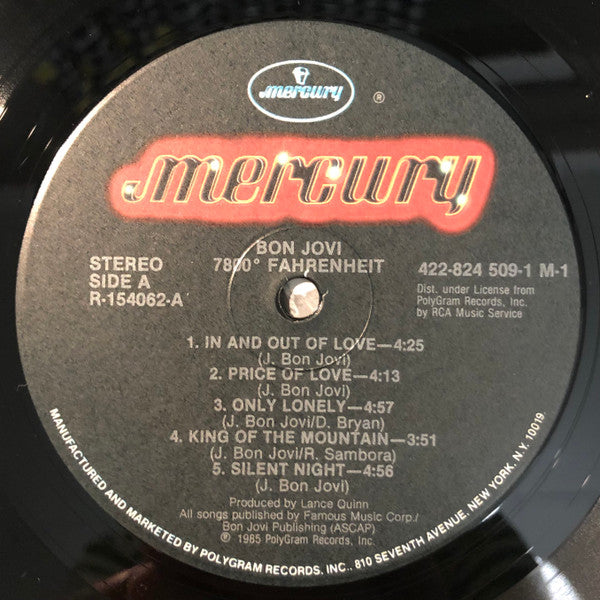 mercury
®
mercury
BON JOVI
7800° FAHRENHEIT
STEREO
SIDE A
R-154062-A
422-824 509-1 M-1
Dist. under License from
PolyGram Records, Inc.
by RCA Music Service
1. IN AND OUT OF LOVE—4:25
(J. Bon Jovi)
2. PRICE OF LOVE—4:13
(J. Bon Jovi)
3. ONLY LONELY—4:57
(J. Bon Jovi/D. Bryan)
4. KING OF THE MOUNTAIN—3:51
(J. Bon Jovi/R. Sambora)
5. SILENT NIGHT—4:56
(J. Bon Jovi)
Produced by Lance Quinn
All songs published by Famous Music Corp./
Bon Jovi Publishing (ASCAP)
℗ 1985 PolyGram Records, Inc.
MANUFACTURED AND MARKETED BY POLYGRAM RECORDS, INC., 810 SEVENTH AVENUE, NEW YORK, N.Y. 10019